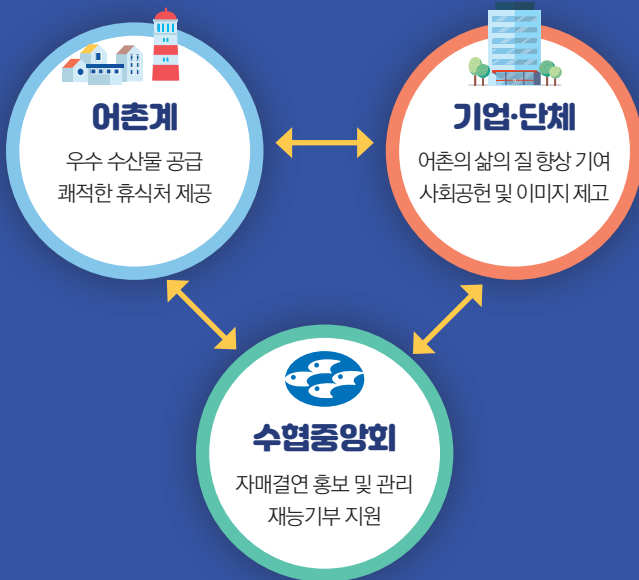 어촌계
우수 수산물 공급
쾌적한 휴식처 제공
기업·단체
어촌의 삶의 질 향상 기여
사회공헌 및 이미지 제고
수협중앙회
자매결연 홍보 및 관리
재능기부 지원